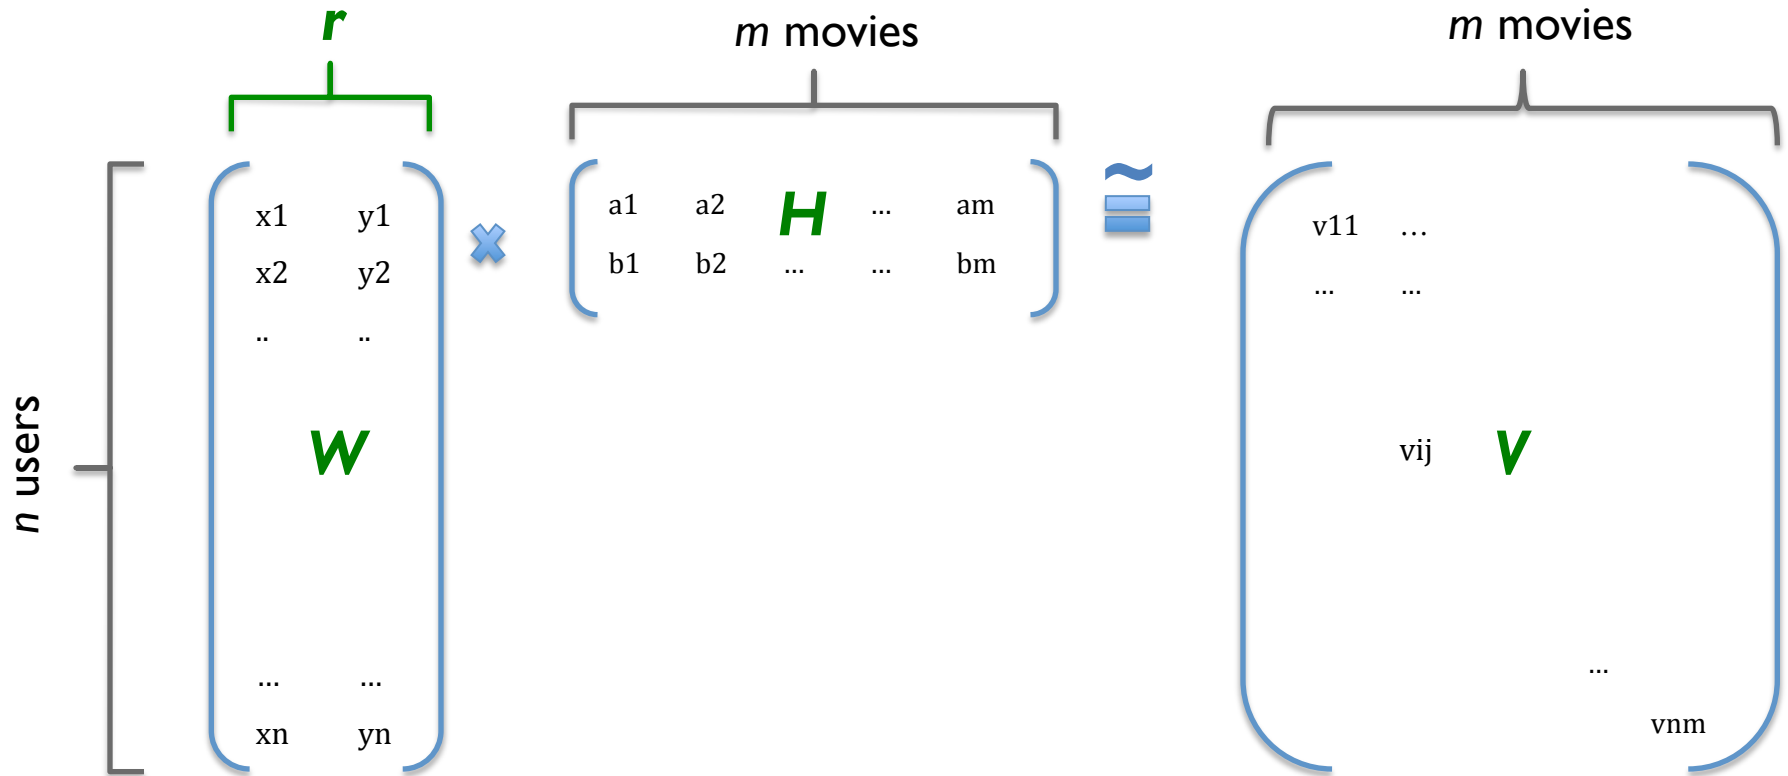 r
m movies
m movies
n users
x1 y1
x2 y2
.. ..
W
... ...
xn yn
a1 a2 H ... am
b1 b2 ... ... bm
≅
v11 ...
... ...
vij V
...
vnm